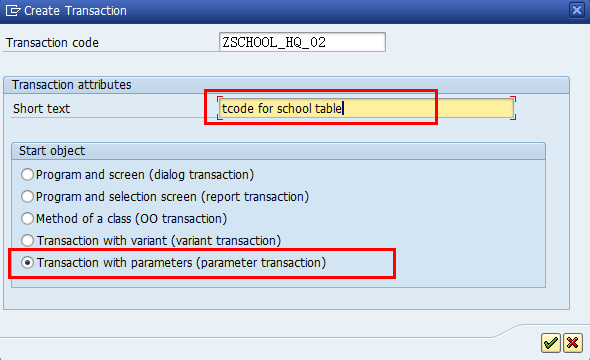 Create Transaction
Transaction code ZSCHOOL_HQ_02
Transaction attributes
Short text tcode for school table
Start object
Program and screen (dialog transaction)
Program and selection screen (report transaction)
Method of a class (OO transaction)
Transaction with variant (variant transaction)
Transaction with parameters (parameter transaction)